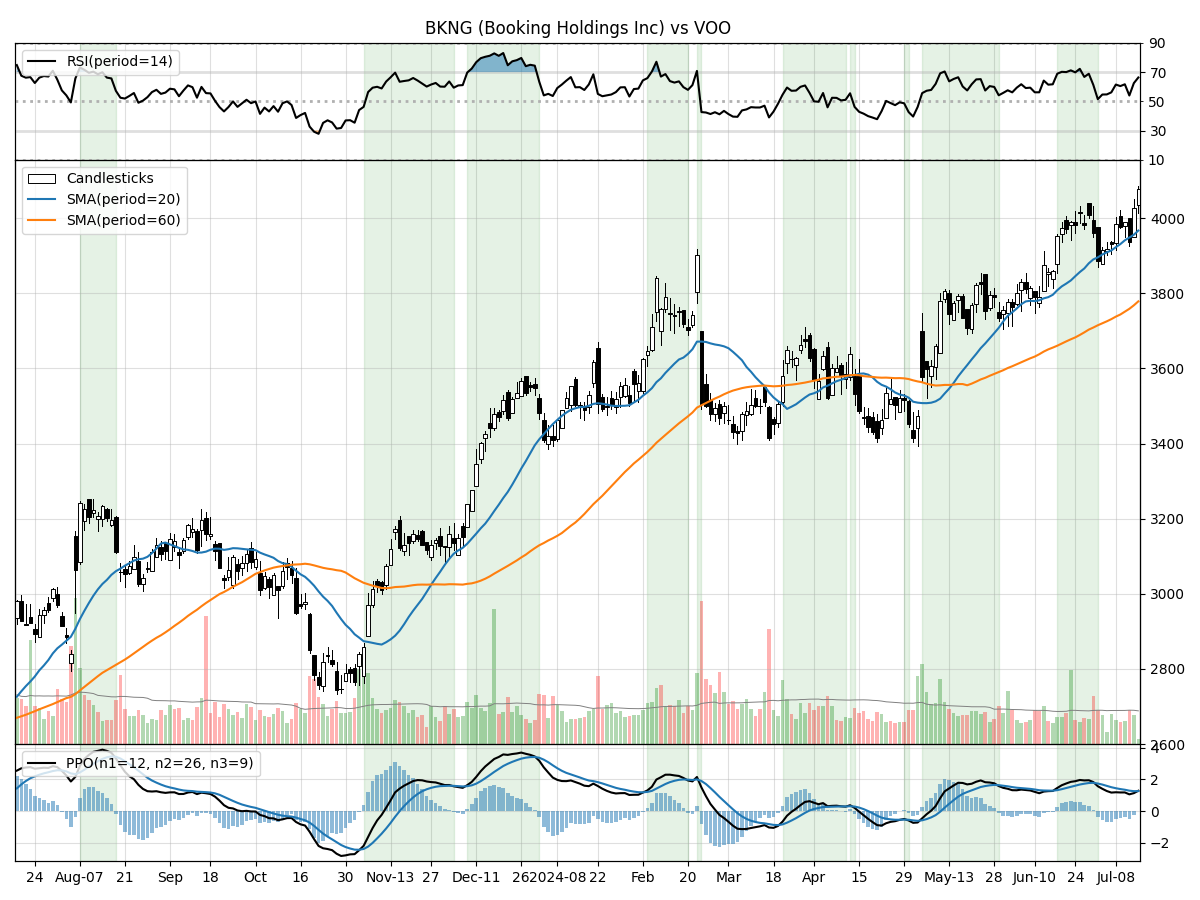 BKNG (Booking Holdings Inc) vs VOO
RSI(period=14)
90
70
50
30
10
Candlesticks
SMA(period=20)
SMA(period=60)
4000
3800
3600
3400
3200
3000
2800
2600
PPO(n1=12, n2=26, n3=9)
4
2
0
−2
24 Aug-07 21 Sep 18 Oct 16 30 Nov-13 27 Dec-11 26 2024-08 22 Feb 20 Mar 18 Apr 15 29 May-13 28 Jun-10 24 Jul-08